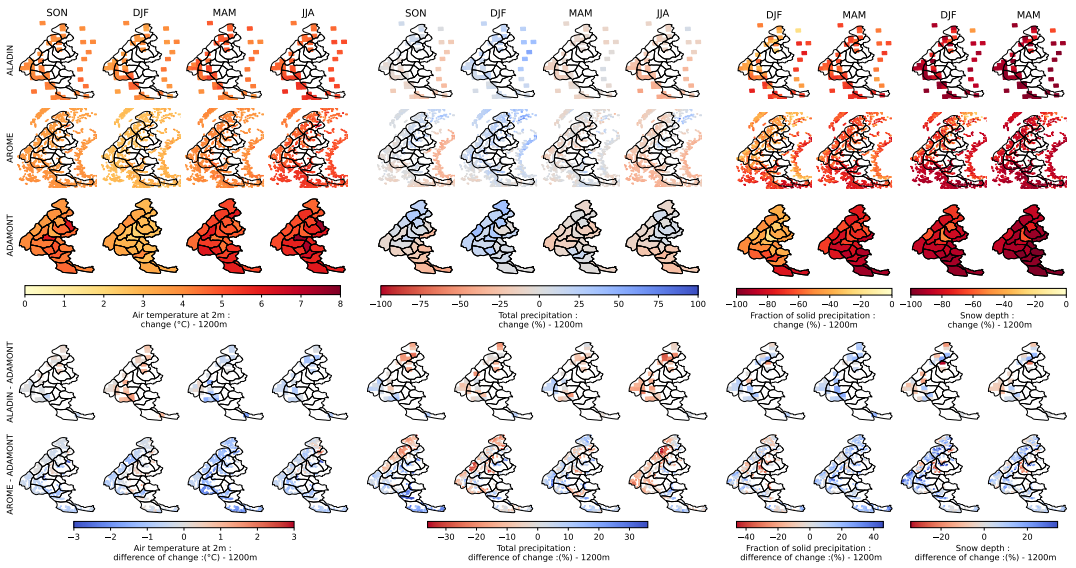 SON DJF MAM JJA SON DJF MAM JJA DJF MAM DJF MAM
ALADIN
AROME
ADAMONT
0 1 2 3 4 5 6 7 8
Air temperature at 2m :
change (°C) - 1200m
−100 −75 −50 −25 0 25 50 75 100
Total precipitation :
change (%) - 1200m
−100 −80 −60 −40 −20 0
Fraction of solid precipitation :
change (%) - 1200m
−100 −80 −60 −40 −20 0
Snow depth :
change (%) - 1200m
ALADIN - ADAMONT
AROME - ADAMONT
−3 −2 −1 0 1 2 3
Air temperature at 2m :
difference of change :(°C) - 1200m
−30 −20 −10 0 10 20 30
Total precipitation :
difference of change :(%) - 1200m
−40 −20 0 20 40
Fraction of solid precipitation :
difference of change :(%) - 1200m
−20 0 20
Snow depth :
difference of change :(%) - 1200m